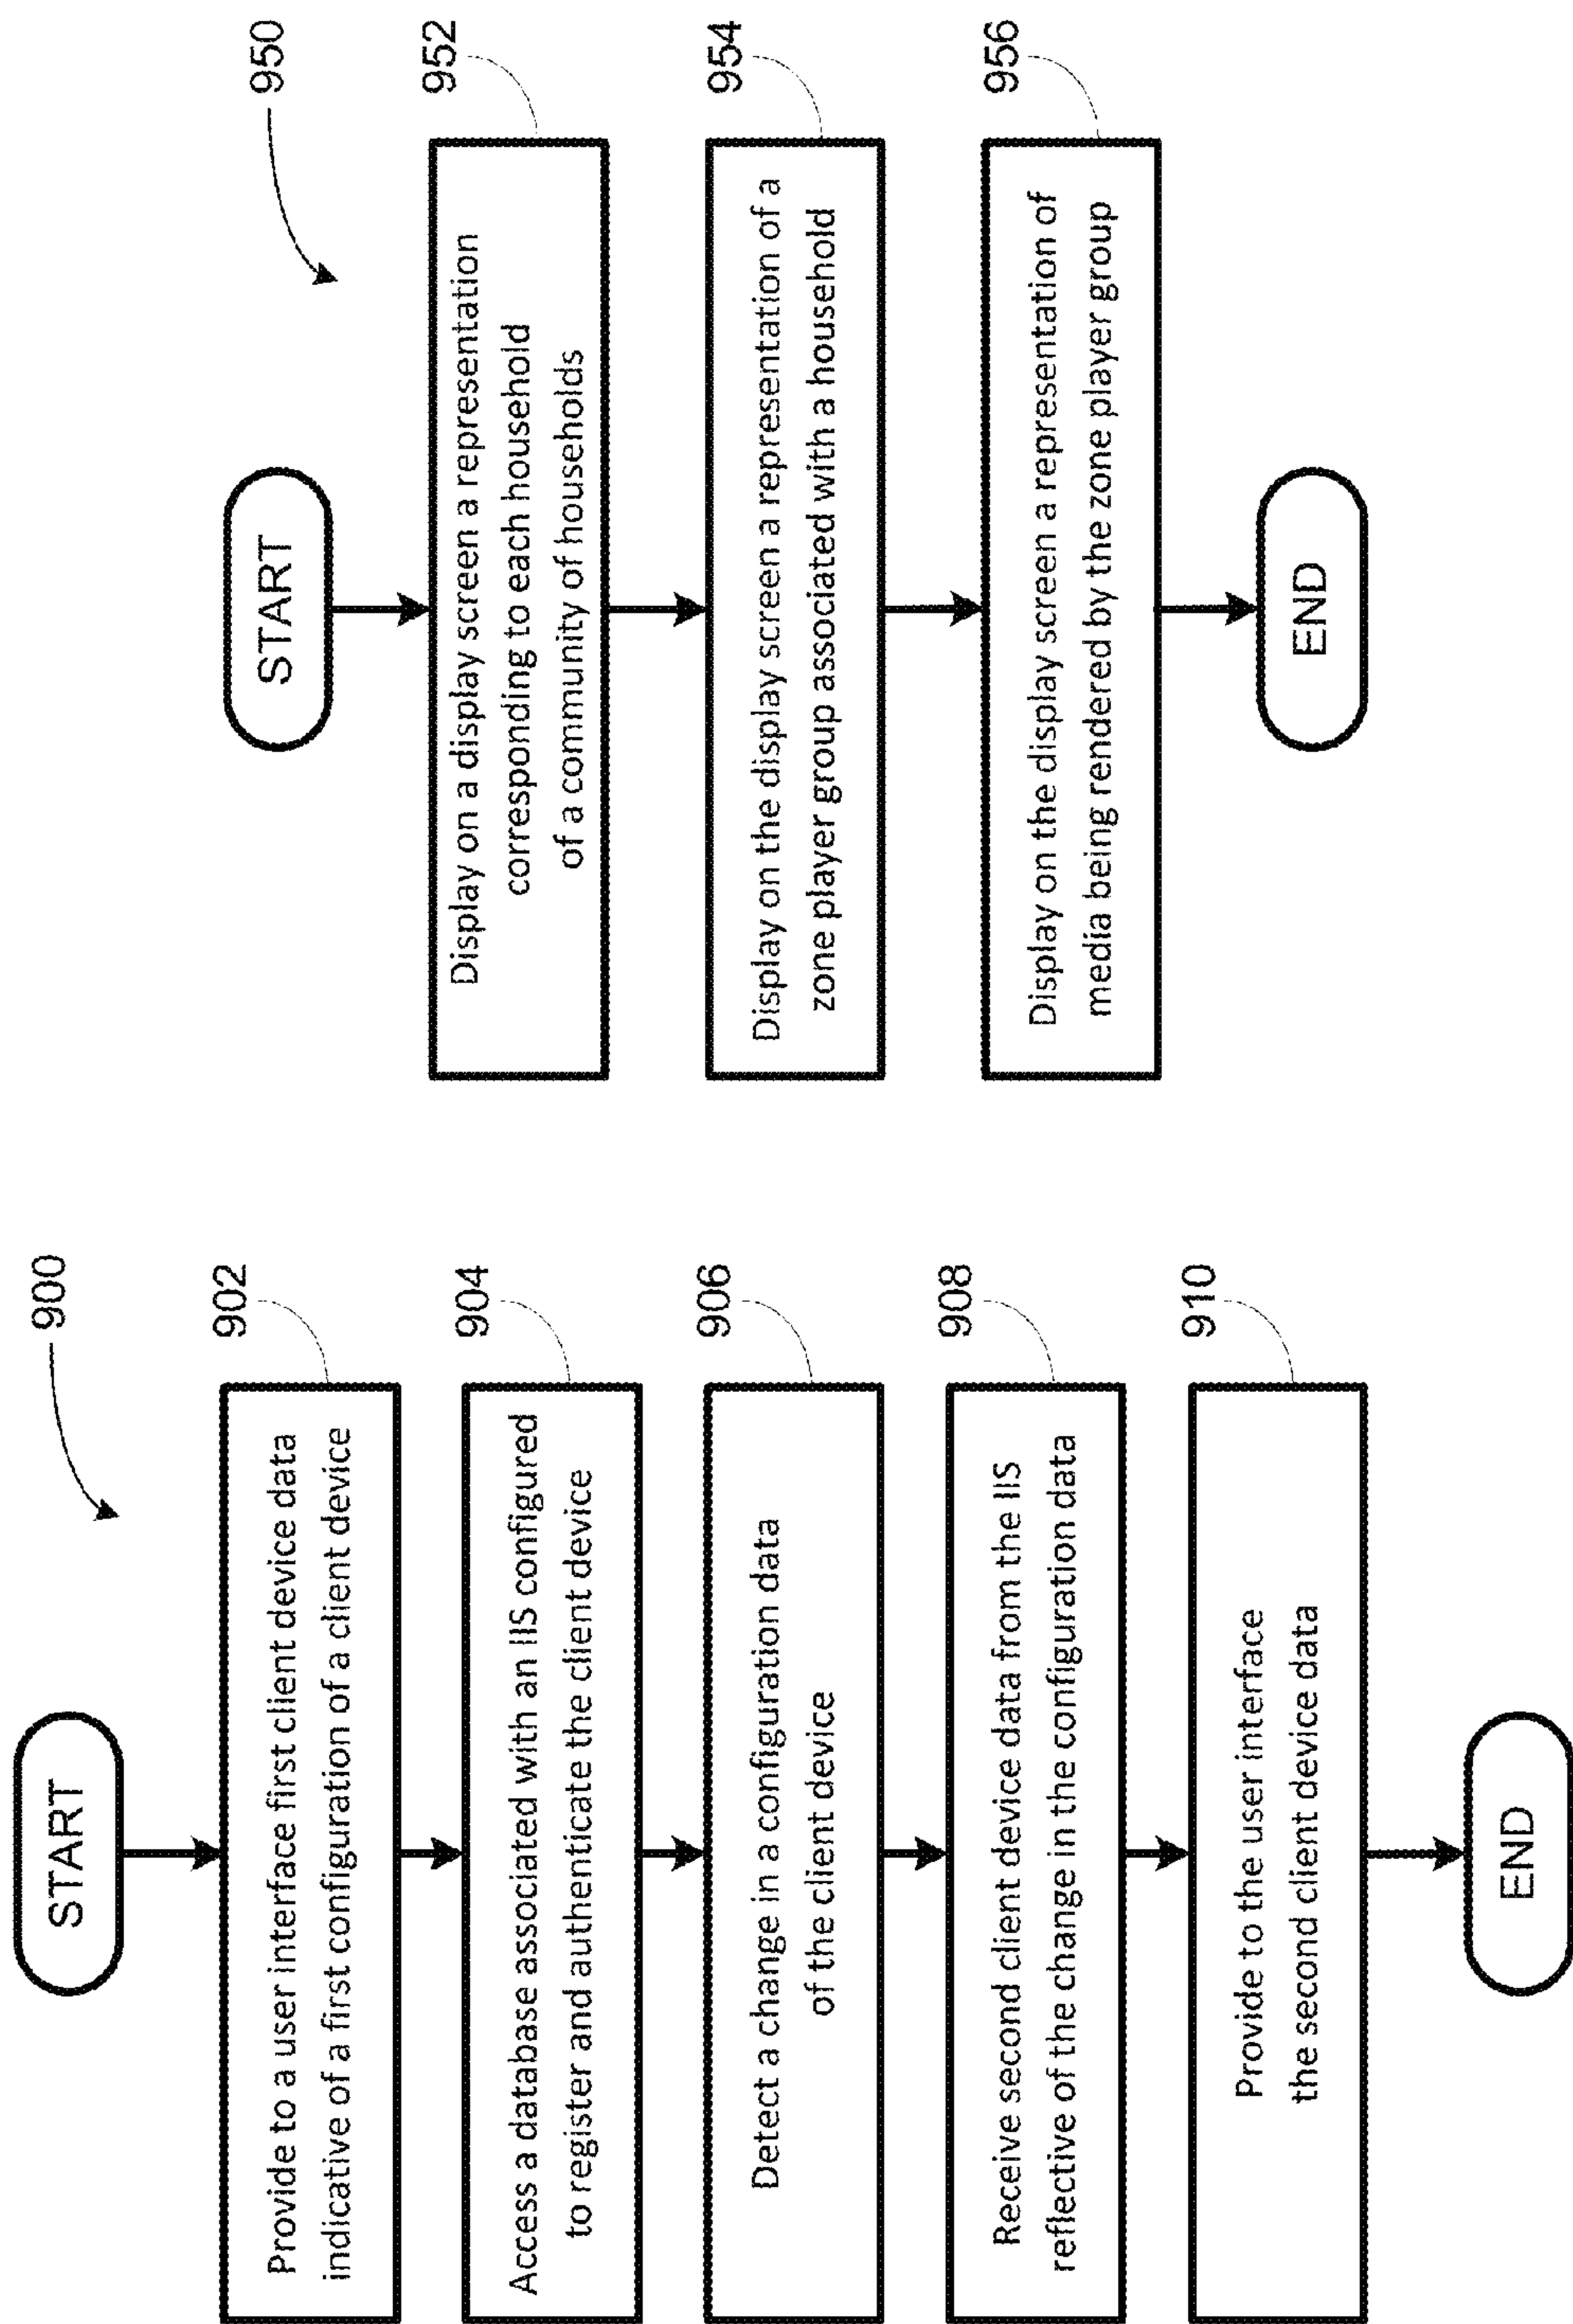 900
START
902
Provide to a user interface first client device data
indicative of a first configuration of a client device
904
Access a database associated with an IIS configured
to register and authenticate the client device
906
Detect a change in a configuration data
of the client device
908
Receive second client device data from the IIS
reflective of the change in the configuration data
910
Provide to the user interface
the second client device data
END
950
START
952
Display on a display screen a representation
corresponding to each household
of a community of households
954
Display on the display screen a representation of a
zone player group associated with a household
956
Display on the display screen a representation of
media being rendered by the zone player group
END